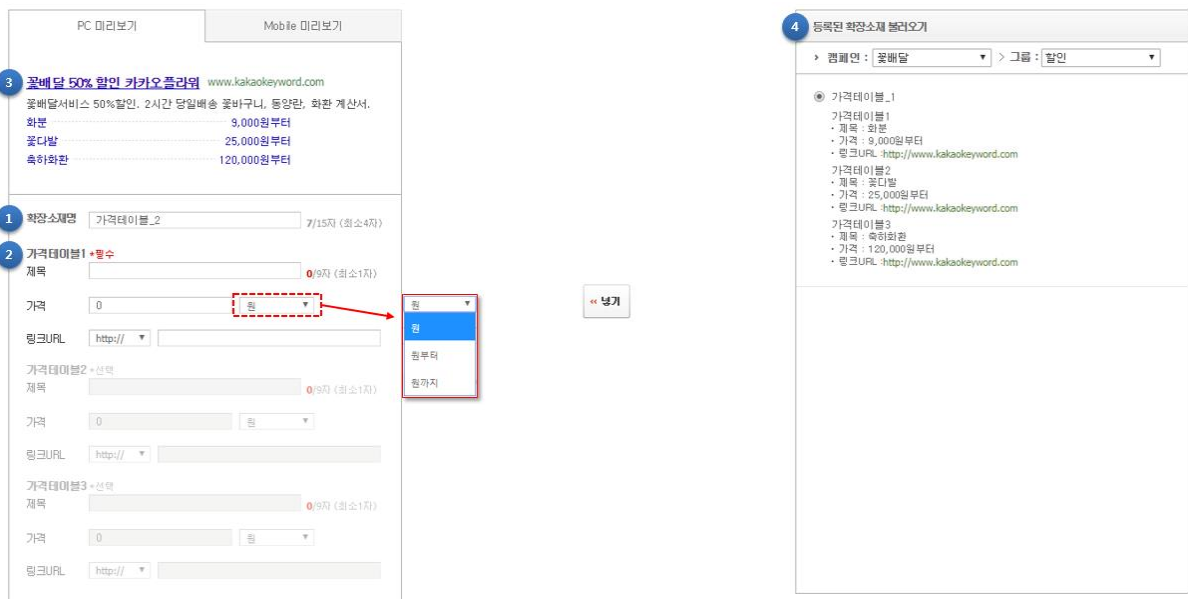 PC 미리보기
Mobile 미리보기
3
꽃배달 50% 할인 카카오플라워 www.kakaokeyword.com
꽃배달서비스 50%할인. 2시간 당일배송 꽃바구니, 동양란, 화환 계산서.
화분 9,000원부터
꽃다발 25,000원부터
축하화환 120,000원부터
1 확장소재명 가격테이블_2 7/15자 (최소4자)
2 가격테이블1 *필수
제목 0/9자 (최소1자)
가격 0 원 ▼
링크URL http:// ▼
가격테이블2 *선택
제목 0/9자 (최소1자)
가격 0 원 ▼
링크URL http:// ▼
가격테이블3 *선택
제목 0/9자 (최소1자)
가격 0 원 ▼
링크URL http:// ▼
원 ▼
원
원부터
원까지
« 넣기
4 등록된 확장소재 불러오기
› 캠페인 : 꽃배달 ▼ > 그룹 : 할인 ▼
가격테이블_1
가격테이블1
· 제목 : 화분
· 가격 : 9,000원부터
· 링크URL :http://www.kakaokeyword.com
가격테이블2
· 제목 : 꽃다발
· 가격 : 25,000원부터
· 링크URL :http://www.kakaokeyword.com
가격테이블3
· 제목 : 축하화환
· 가격 : 120,000원부터
· 링크URL :http://www.kakaokeyword.com